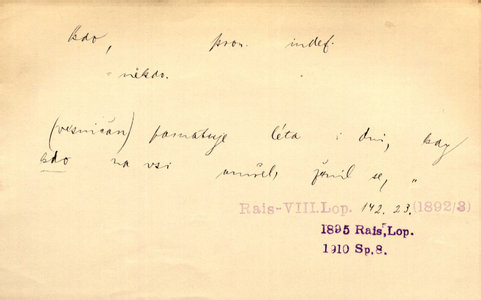 kdo, pron. indef.
= někdo.
(vesničan) pamatuje léta i dni, kdy
kdo na vsi umřel, ženil se, „
Rais-VIII.Lop. 142.23.(1892/3)
1895 Rais,Lop.
1910 Sp.8.